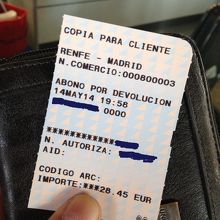 COPIA PARA CLIENTE
RENFE - MADRID
N.COMERCIO:000800003
ABONO POR DEVOLUCION
14MAY14 19:58
0000
************
N. AUTORIZA:
AID:
CODIGO ARC:
IMPORTE:***28.45 EUR